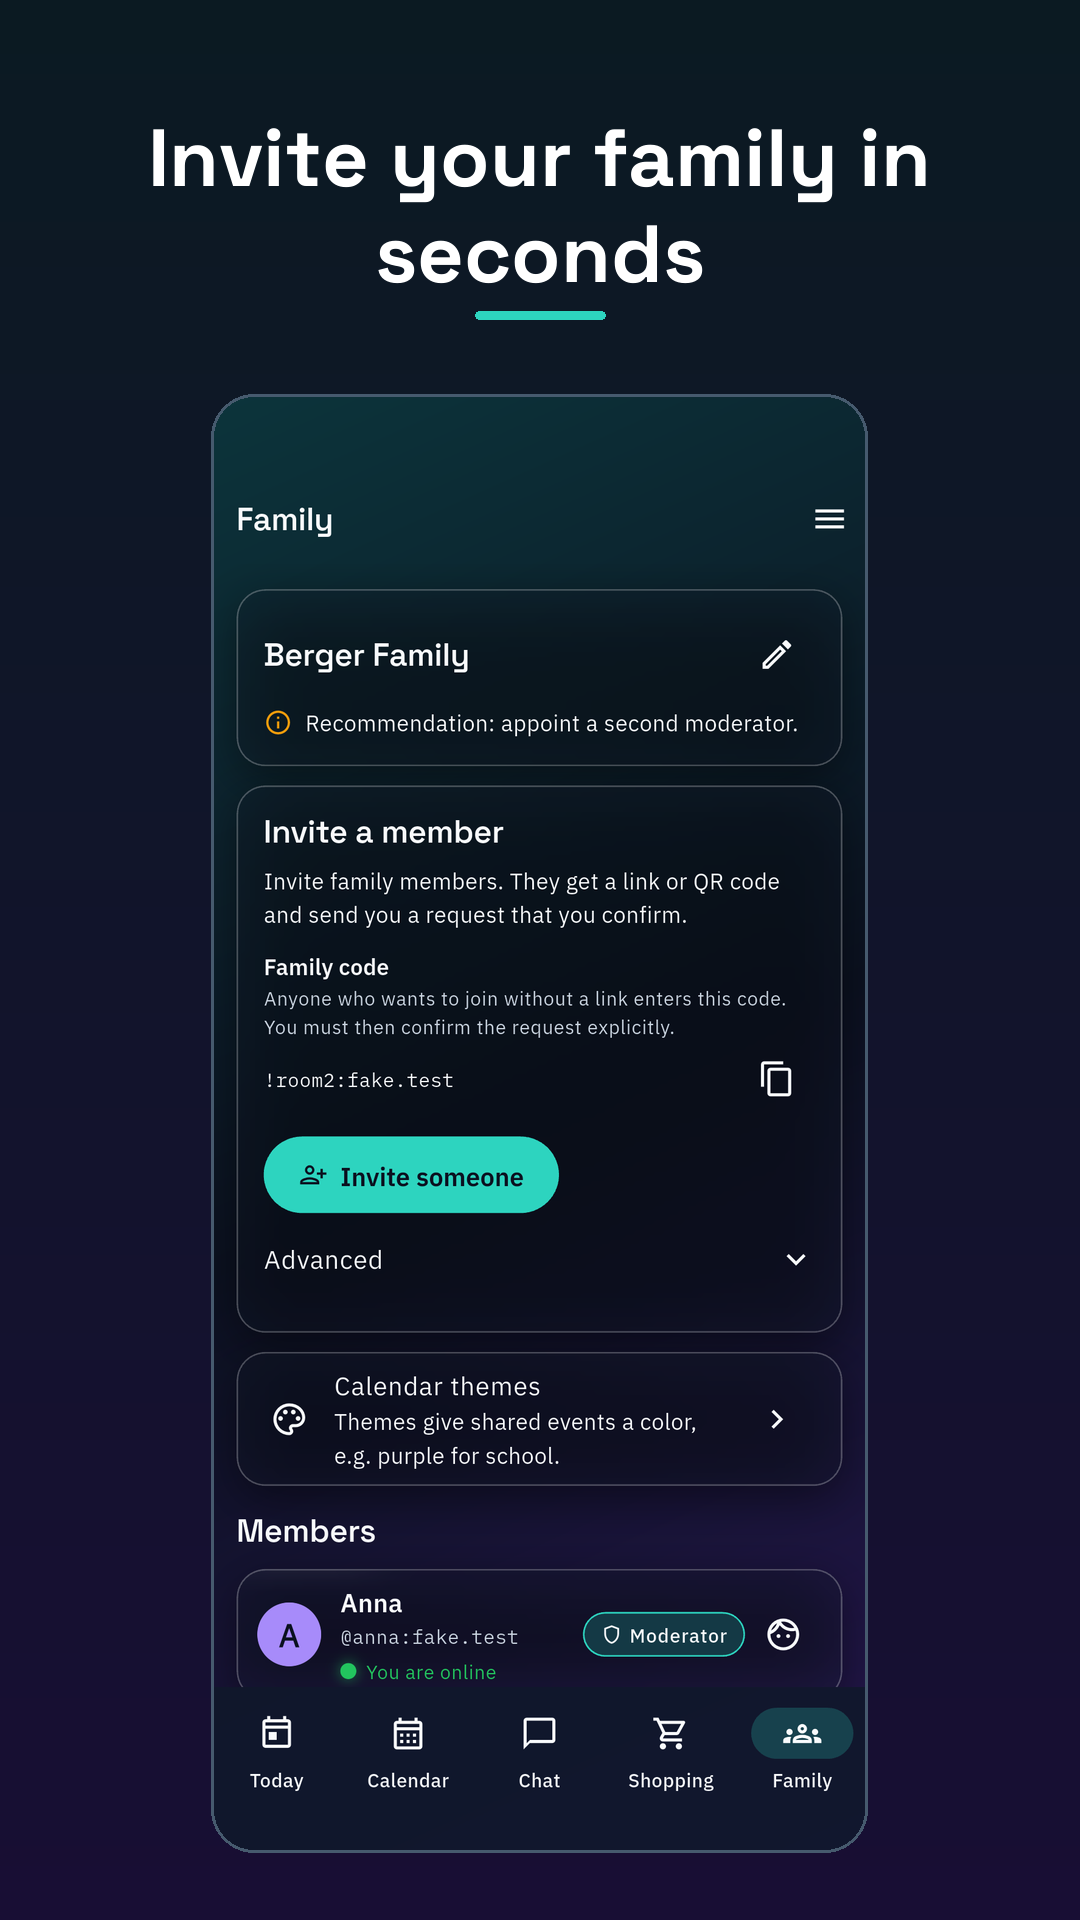 Invite your family in
seconds
Family
Berger Family
Recommendation: appoint a second moderator.
Invite a member
Invite family members. They get a link or QR code
and send you a request that you confirm.
Family code
Anyone who wants to join without a link enters this code.
You must then confirm the request explicitly.
!room2:fake.test
Invite someone
Advanced
Calendar themes
Themes give shared events a color,
e.g. purple for school.
Members
A
Anna
@anna:fake.test
You are online
Moderator
Today
Calendar
Chat
Shopping
Family